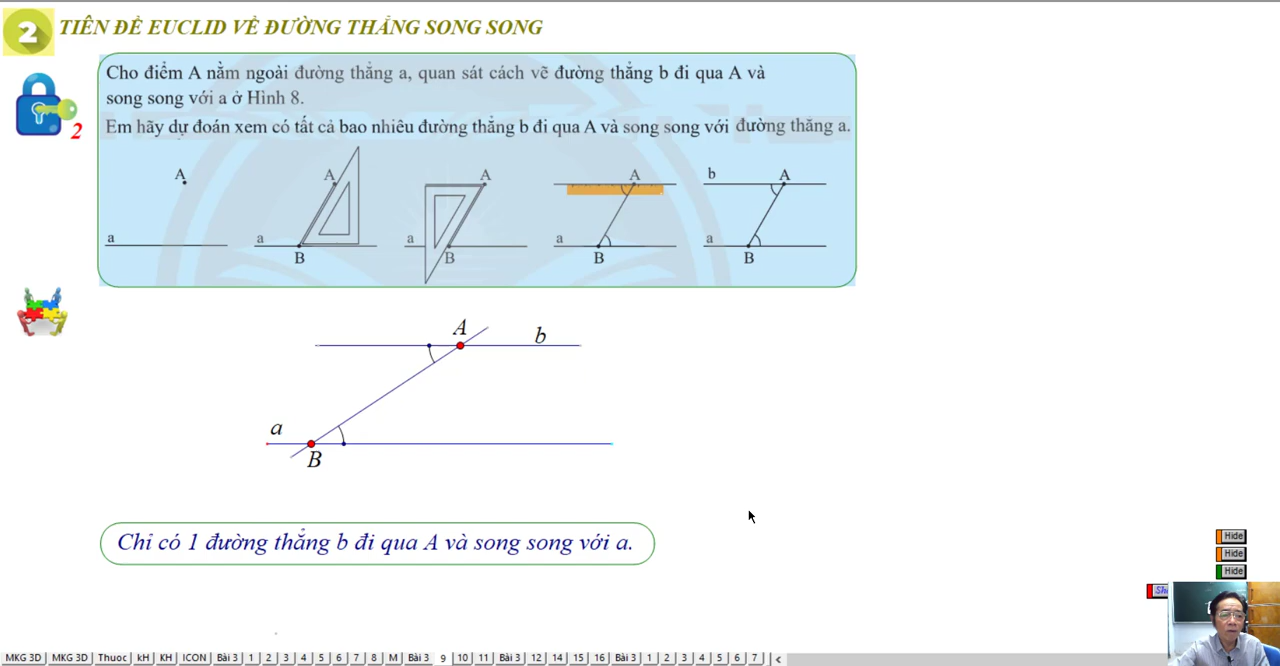 2 TIÊN ĐỀ EUCLID VỀ ĐƯỜNG THẲNG SONG SONG
Cho điểm A nằm ngoài đường thẳng a, quan sát cách vẽ đường thẳng b đi qua A và
song song với a ở Hình 8.
2
Em hãy dự đoán xem có tất cả bao nhiêu đường thẳng b đi qua A và song song với đường thăng a.
A A A A b A
a a a a a
B B B B
A b
a
B
Chỉ có 1 đường thẳng b đi qua A và song song với a.
Hide
Hide
Hide
MKG 3D MKG 3D Thuoc kH KH ICON Bài 3 1 2 3 4 5 6 7 8 M Bài 3 9 10 11 Bài 3 12 14 15 16 Bài 3 1 2 3 4 5 6 7